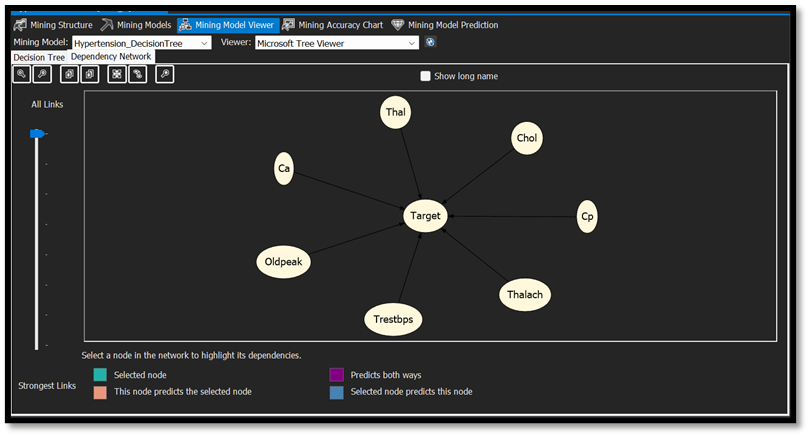 Mining Structure Mining Models Mining Model Viewer Mining Accuracy Chart Mining Model Prediction
Mining Model: Hypertension_DecisionTree Viewer: Microsoft Tree Viewer
Decision Tree Dependency Network
Show long name
All Links
Thal
Chol
Ca
Target
Cp
Oldpeak
Thalach
Trestbps
Select a node in the network to highlight its dependencies.
Selected node Predicts both ways
Strongest Links
This node predicts the selected node Selected node predicts this node